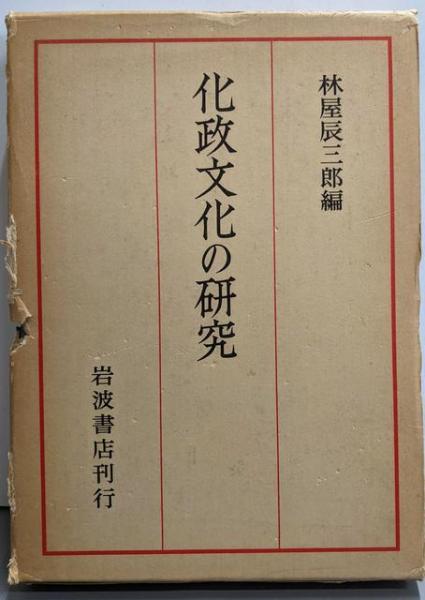 林屋辰三郎編
化政文化の研究
岩波書店刊行